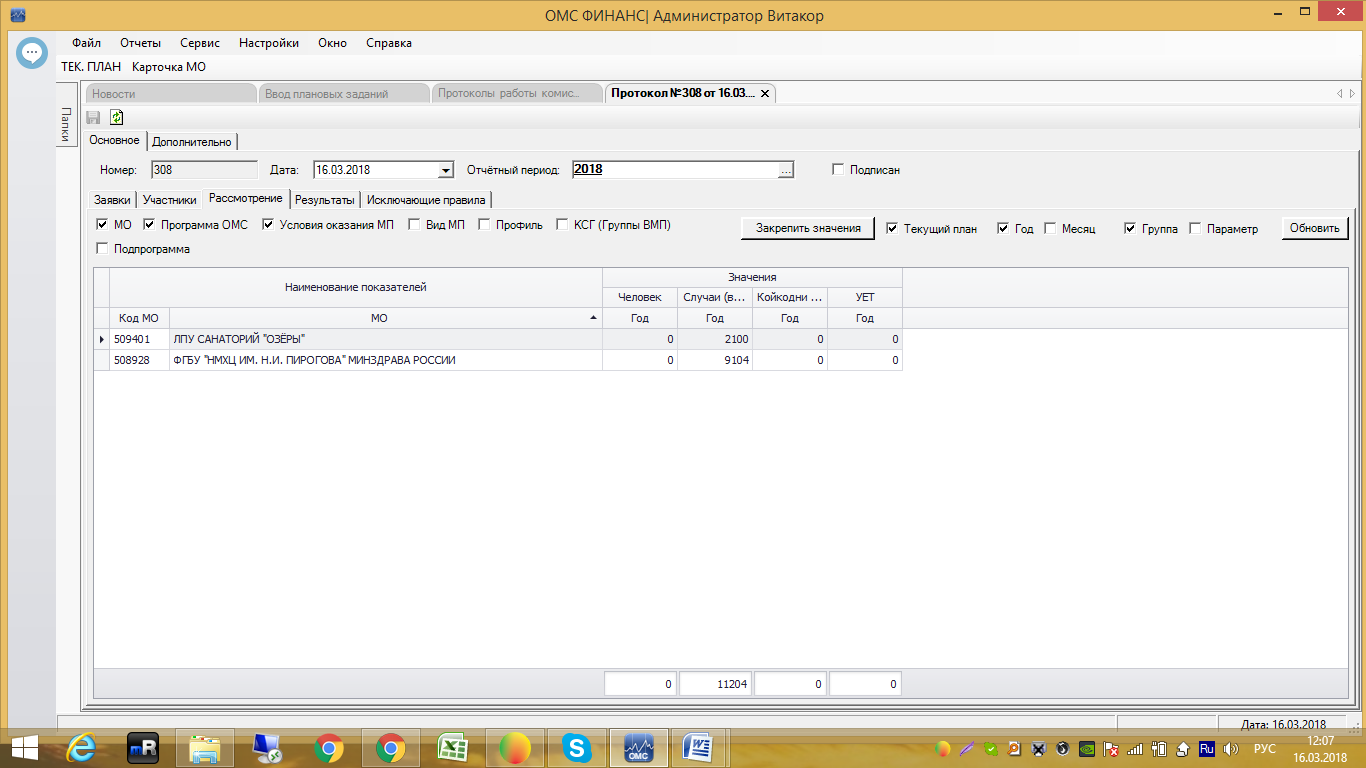 ОМС ФИНАНС| Администратор Витакор
Файл Отчеты Сервис Настройки Окно Справка
ТЕК. ПЛАН Карточка МО
Папки
Новости Ввод плановых заданий Протоколы работы комис... Протокол №308 от 16.03....
Основное Дополнительно
Номер: 308 Дата: 16.03.2018 Отчётный период: 2018 ... Подписан
Заявки Участники Рассмотрение Результаты Исключающие правила
МО Программа ОМС Условия оказания МП Вид МП Профиль КСГ (Группы ВМП) Закрепить значения Текущий план Год Месяц Группа Параметр Обновить
Подпрограмма
Наименование показателей Значения
Человек Случаи (в... Койкодни ... УЕТ
Код МО МО Год Год Год Год
509401 ЛПУ САНАТОРИЙ "ОЗЁРЫ" 0 2100 0 0
508928 ФГБУ "НМХЦ ИМ. Н.И. ПИРОГОВА" МИНЗДРАВА РОССИИ 0 9104 0 0
0 11204 0 0
Дата: 16.03.2018
mR ОМС Ru РУС 12:07
16.03.2018